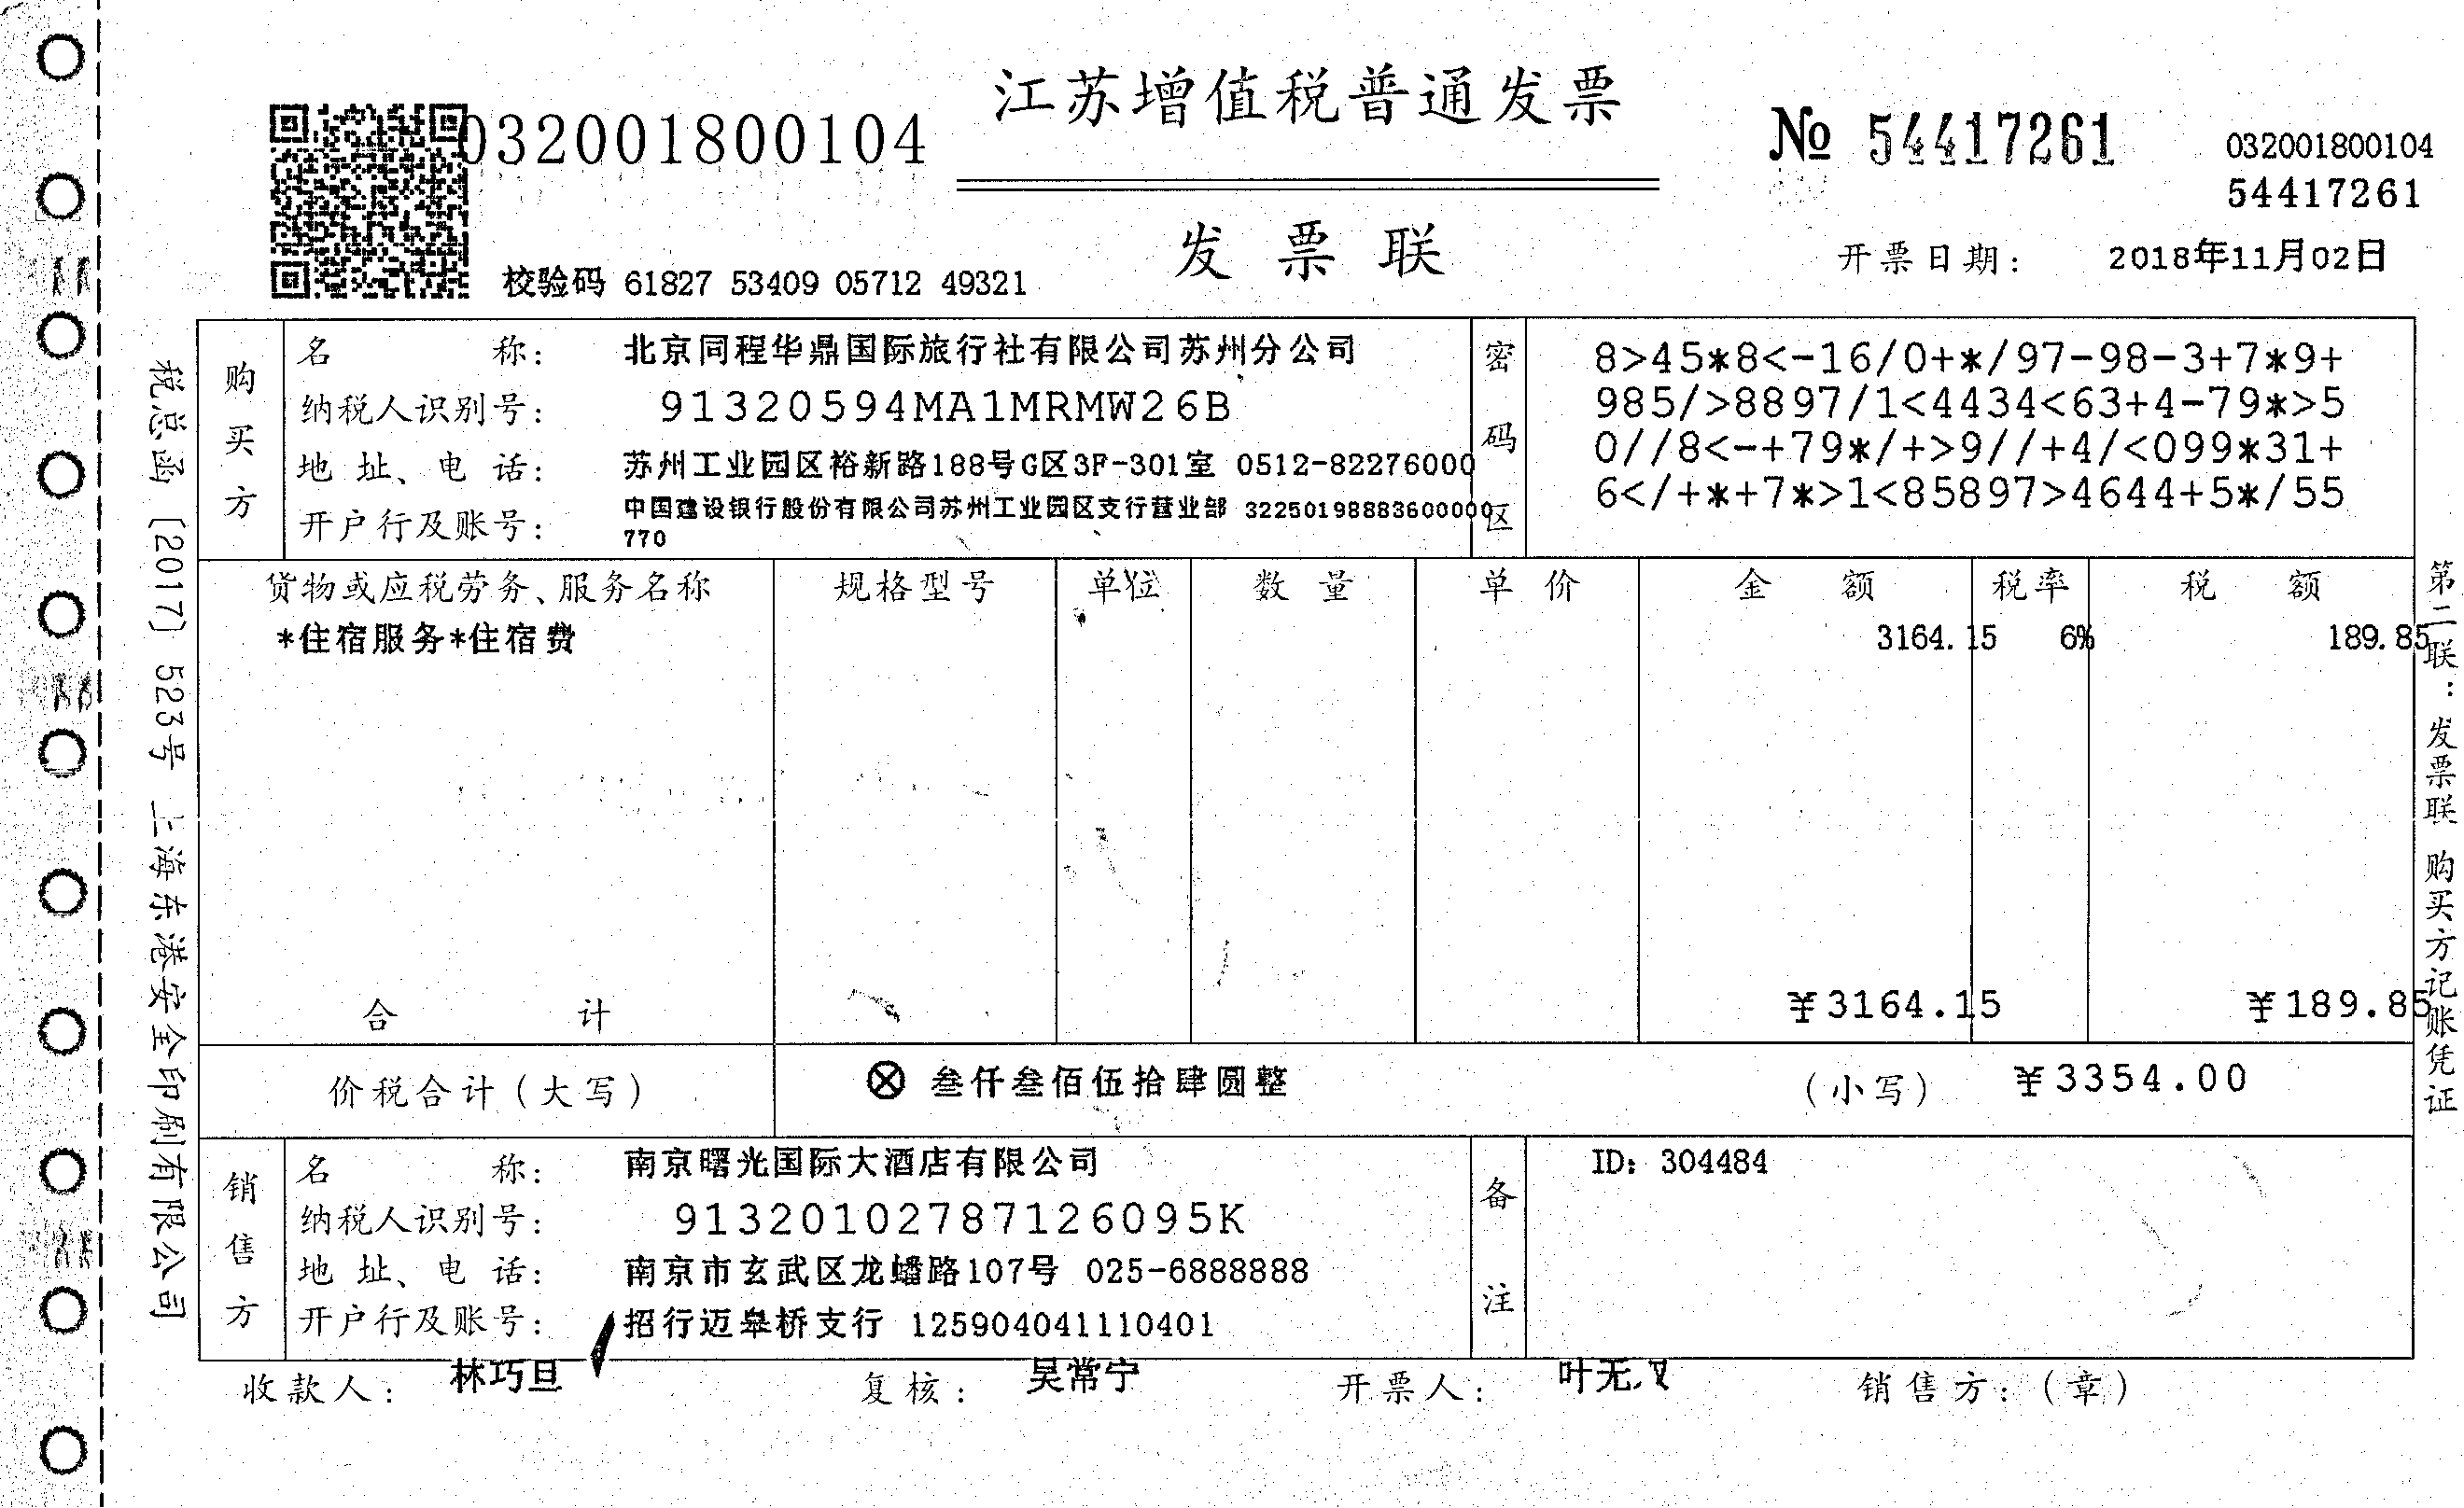 江苏增值税普通发票
032001800104
№ 54417261
032001800104
54417261
发票联
校验码 61827 53409 05712 49321
开票日期: 2018年11月02日
税总函〔2017〕523号 上海东港安全印刷有限公司
购买方
名称: 北京同程华鼎国际旅行社有限公司苏州分公司
纳税人识别号: 91320594MA1MRMW26B
地址、电话: 苏州工业园区裕新路188号G区3F-301室 0512-82276000
开户行及账号: 中国建设银行股份有限公司苏州工业园区支行营业部 32250198883600000
770
密码区
8>45*8<-16/0+*/97-98-3+7*9+
985/>8897/1<4434<63+4-79*>5
0//8<-+79*/+>9//+4/<099*31+
6</+*+7*>1<85897>4644+5*/55
货物或应税劳务、服务名称 规格型号 单位 数量 单价 金额 税率 税额
*住宿服务*住宿费 3164.15 6% 189.85
合计 ¥3164.15 ¥189.85
价税合计(大写) ⊗叁仟叁佰伍拾肆圆整 (小写) ¥3354.00
销售方
名称: 南京曙光国际大酒店有限公司
纳税人识别号: 91320102787126095K
地址、电话: 南京市玄武区龙蟠路107号 025-6888888
开户行及账号: 招行迈皋桥支行 125904041110401
备注
ID: 304484
收款人: 林巧旦 复核: 吴常宁 开票人: 叶无 销售方:(章)
第二联:发票联 购买方记账凭证